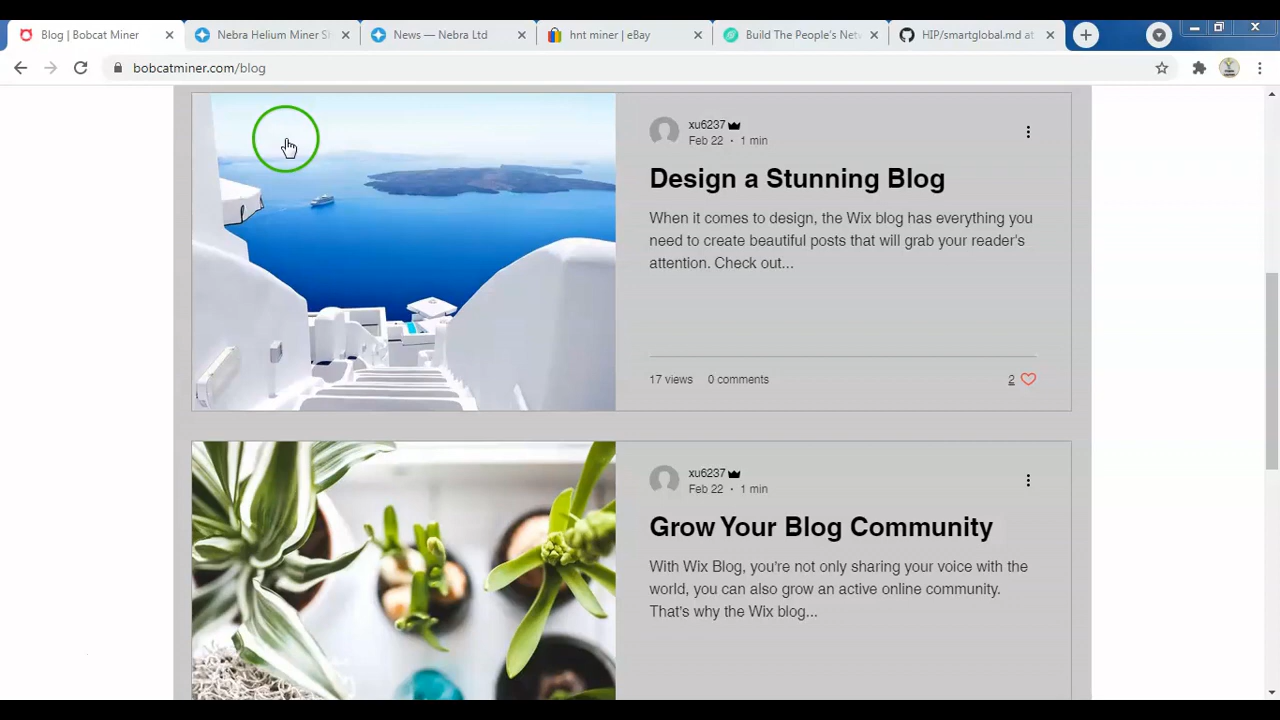 Blog | Bobcat Miner
Nebra Helium Miner Sh
News — Nebra Ltd
hnt miner | eBay
Build The People's Netw
HIP/smartglobal.md at
bobcatminer.com/blog
xu6237
Feb 22 · 1 min
Design a Stunning Blog
When it comes to design, the Wix blog has everything you
need to create beautiful posts that will grab your reader's
attention. Check out...
17 views 0 comments 2
xu6237
Feb 22 · 1 min
Grow Your Blog Community
With Wix Blog, you're not only sharing your voice with the
world, you can also grow an active online community.
That's why the Wix blog...